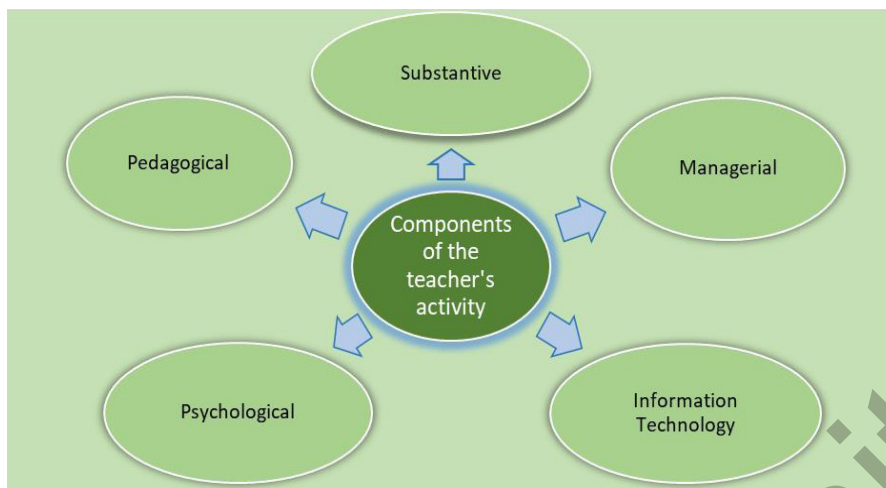 Substantive
Pedagogical
Managerial
Components
of the
teacher's
activity
Psychological
Information
Technology